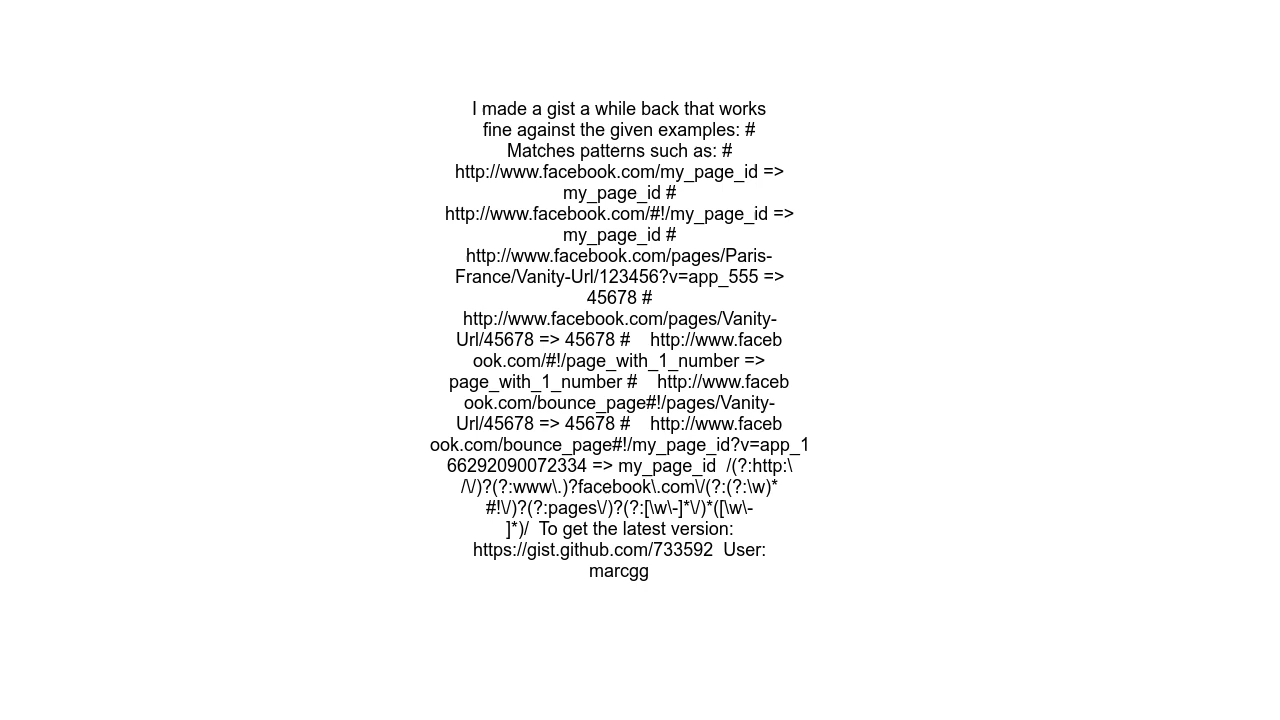 I made a gist a while back that works
fine against the given examples: #
Matches patterns such as: #
http://www.facebook.com/my_page_id =>
my_page_id #
http://www.facebook.com/#!/my_page_id =>
my_page_id #
http://www.facebook.com/pages/Paris-
France/Vanity-Url/123456?v=app_555 =>
45678 #
http://www.facebook.com/pages/Vanity-
Url/45678 => 45678 #    http://www.faceb
ook.com/#!/page_with_1_number =>
page_with_1_number #    http://www.faceb
ook.com/bounce_page#!/pages/Vanity-
Url/45678 => 45678 #    http://www.faceb
ook.com/bounce_page#!/my_page_id?v=app_1
66292090072334 => my_page_id  /(?:http:\
/\/)?(?:www\.)?facebook\.com\/(?:(?:\w)*
#!\/)?(?:pages\/)?(?:[\w\-]*\/)*([\w\-
]*)/  To get the latest version:
https://gist.github.com/733592  User:
marcgg